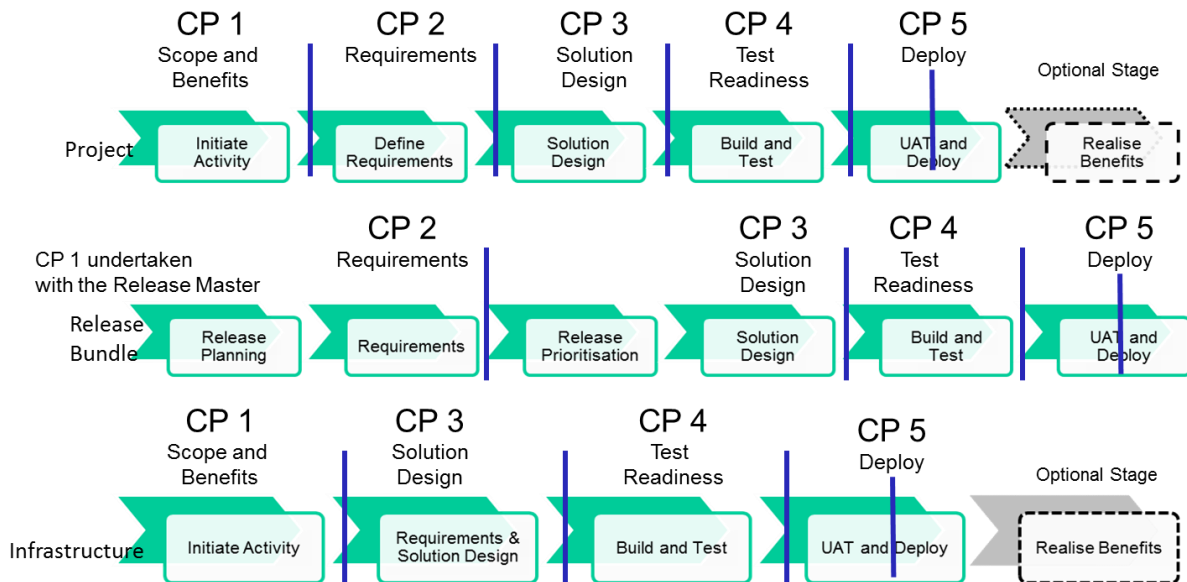 CP 1
Scope and
Benefits
CP 2
Requirements
CP 3
Solution
Design
CP 4
Test
Readiness
CP 5
Deploy
Optional Stage
Project
Initiate
Activity
Define
Requirements
Solution
Design
Build and
Test
UAT and
Deploy
Realise
Benefits
CP 1 undertaken
with the Release Master
CP 2
Requirements
CP 3
Solution
Design
CP 4
Test
Readiness
CP 5
Deploy
Release
Bundle
Release
Planning
Requirements
Release
Prioritisation
Solution
Design
Build and
Test
UAT and
Deploy
CP 1
Scope and
Benefits
CP 3
Solution
Design
CP 4
Test
Readiness
CP 5
Deploy
Optional Stage
Infrastructure
Initiate Activity
Requirements &
Solution Design
Build and Test
UAT and Deploy
Realise Benefits